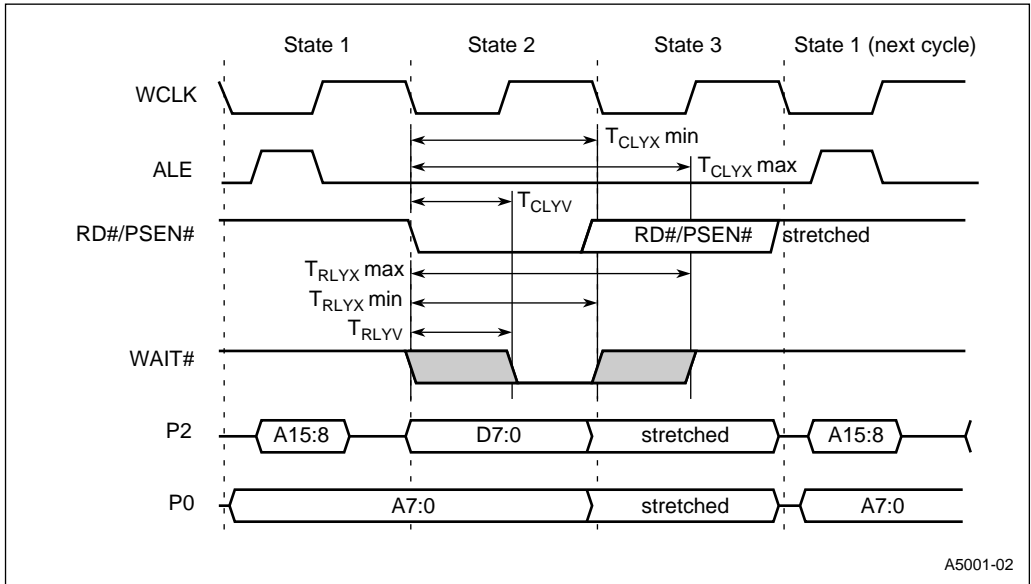 State 1 State 2 State 3 State 1 (next cycle)
WCLK
TCLYX min
ALE
TCLYX max
TCLYV
RD#/PSEN# RD#/PSEN# stretched
TRLYX max
TRLYX min
TRLYV
WAIT#
P2 A15:8 D7:0 stretched A15:8
P0 A7:0 stretched A7:0
A5001-02